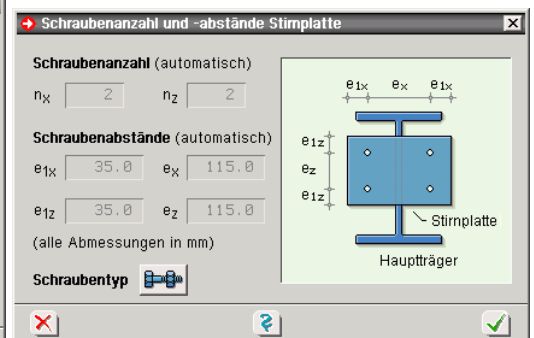 Schraubenanzahl und -abstände Stirnplatte
Schraubenanzahl (automatisch)
nx 2 nz 2
Schraubenabstände (automatisch)
e1x 35.0 ex 115.0
e1z 35.0 ez 115.0
(alle Abmessungen in mm)
Schraubentyp
e1x ex e1x
e1z
ez
e1z
Stirnplatte
Hauptträger